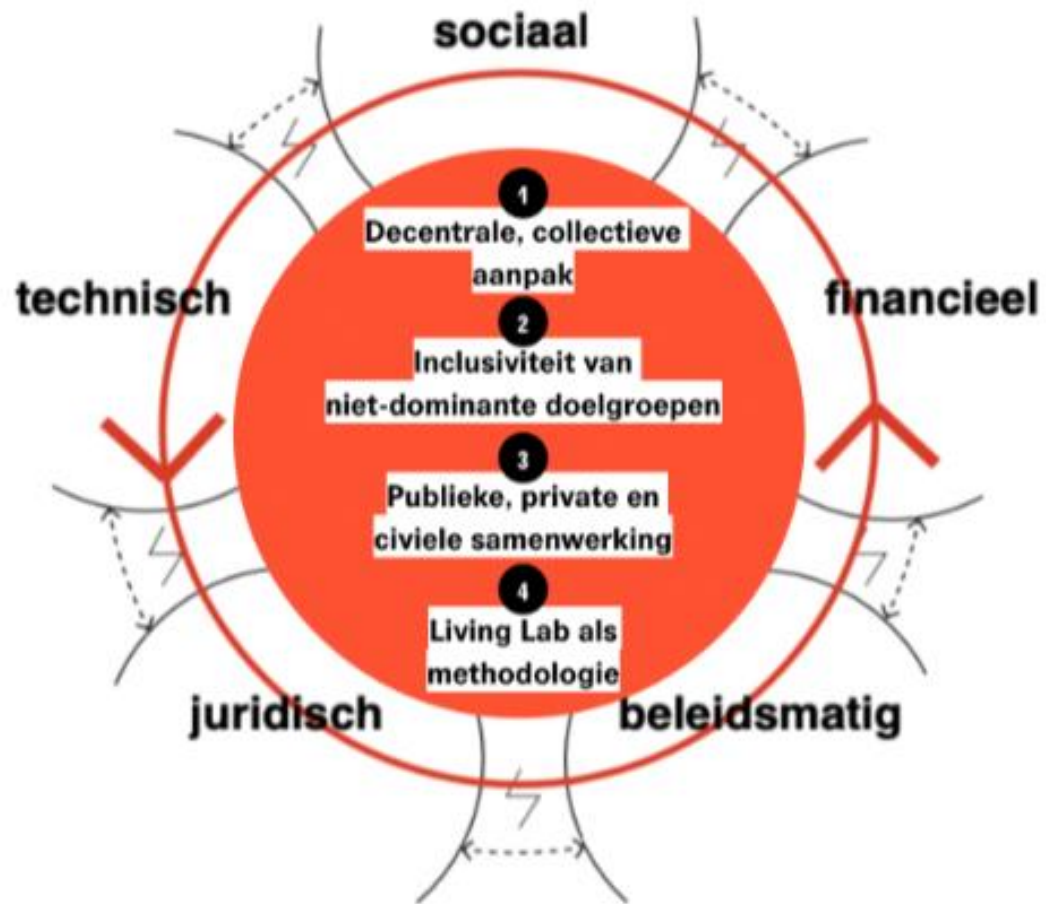 sociaal
technisch
financieel
1
Decentrale, collectieve
aanpak
2
Inclusiviteit van
niet-dominante doelgroepen
3
Publieke, private en
civiele samenwerking
4
Living Lab als
methodologie
juridisch
beleidsmatig